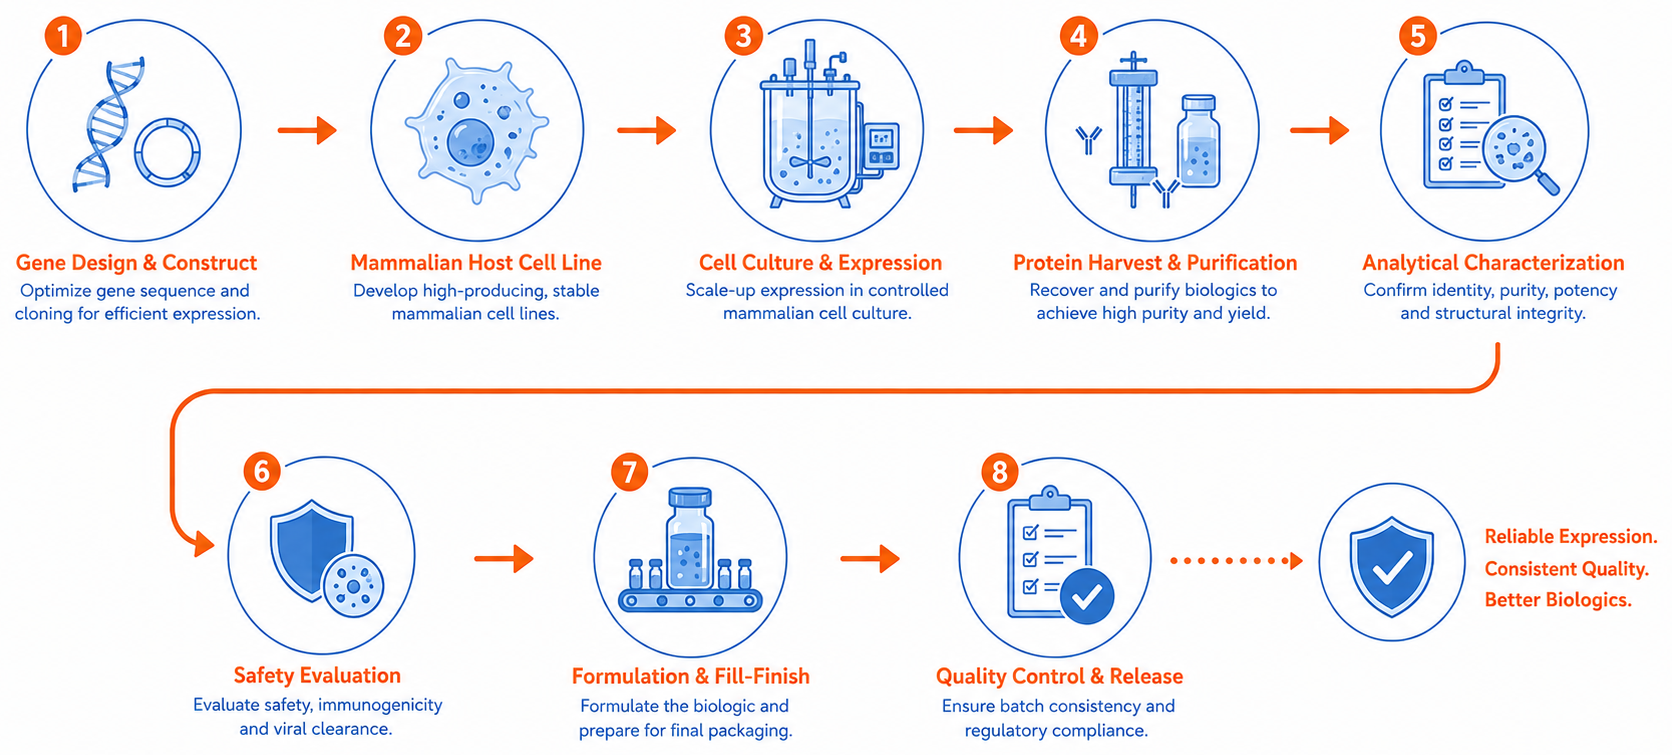 1
Gene Design & Construct
Optimize gene sequence and
cloning for efficient expression.
2
Mammalian Host Cell Line
Develop high-producing, stable
mammalian cell lines.
3
Cell Culture & Expression
Scale-up expression in controlled
mammalian cell culture.
4
Protein Harvest & Purification
Recover and purify biologics to
achieve high purity and yield.
5
Analytical Characterization
Confirm identity, purity, potency
and structural integrity.
6
Safety Evaluation
Evaluate safety, immunogenicity
and viral clearance.
7
Formulation & Fill-Finish
Formulate the biologic and
prepare for final packaging.
8
Quality Control & Release
Ensure batch consistency and
regulatory compliance.
Reliable Expression.
Consistent Quality.
Better Biologics.